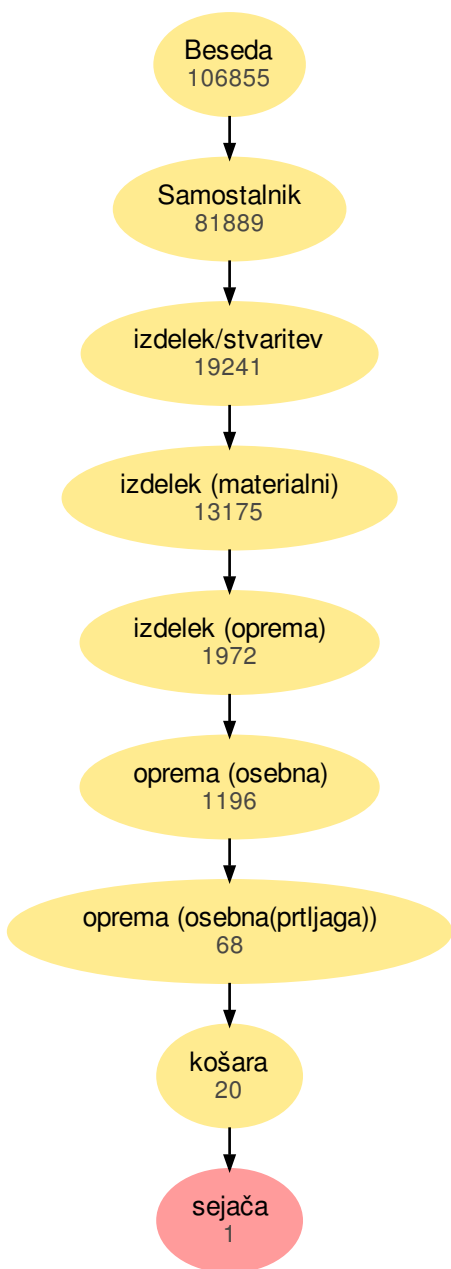 Beseda
106855
Samostalnik
81889
izdelek/stvaritev
19241
izdelek (materialni)
13175
izdelek (oprema)
1972
oprema (osebna)
1196
oprema (osebna(prtljaga))
68
košara
20
sejača
1